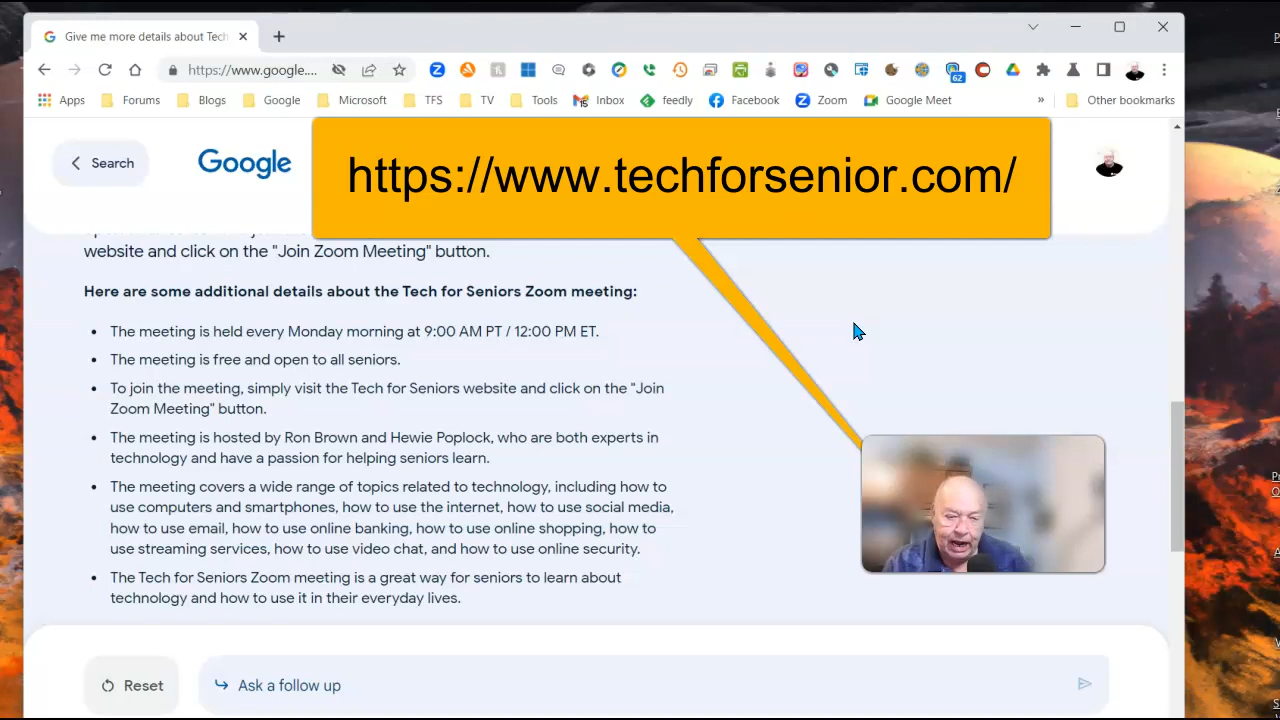 Give me more details about Tech
https://www.google....
62
Apps
Forums
Blogs
Google
Microsoft
TFS
TV
Tools
Inbox
feedly
Facebook
Zoom
Google Meet
»
Other bookmarks
Search
Google
https://www.techforsenior.com/
website and click on the "Join Zoom Meeting" button.
Here are some additional details about the Tech for Seniors Zoom meeting:
• The meeting is held every Monday morning at 9:00 AM PT / 12:00 PM ET.
• The meeting is free and open to all seniors.
• To join the meeting, simply visit the Tech for Seniors website and click on the "Join
Zoom Meeting" button.
• The meeting is hosted by Ron Brown and Hewie Poplock, who are both experts in
technology and have a passion for helping seniors learn.
• The meeting covers a wide range of topics related to technology, including how to
use computers and smartphones, how to use the internet, how to use social media,
how to use email, how to use online banking, how to use online shopping, how to
use streaming services, how to use video chat, and how to use online security.
• The Tech for Seniors Zoom meeting is a great way for seniors to learn about
technology and how to use it in their everyday lives.
Reset
Ask a follow up